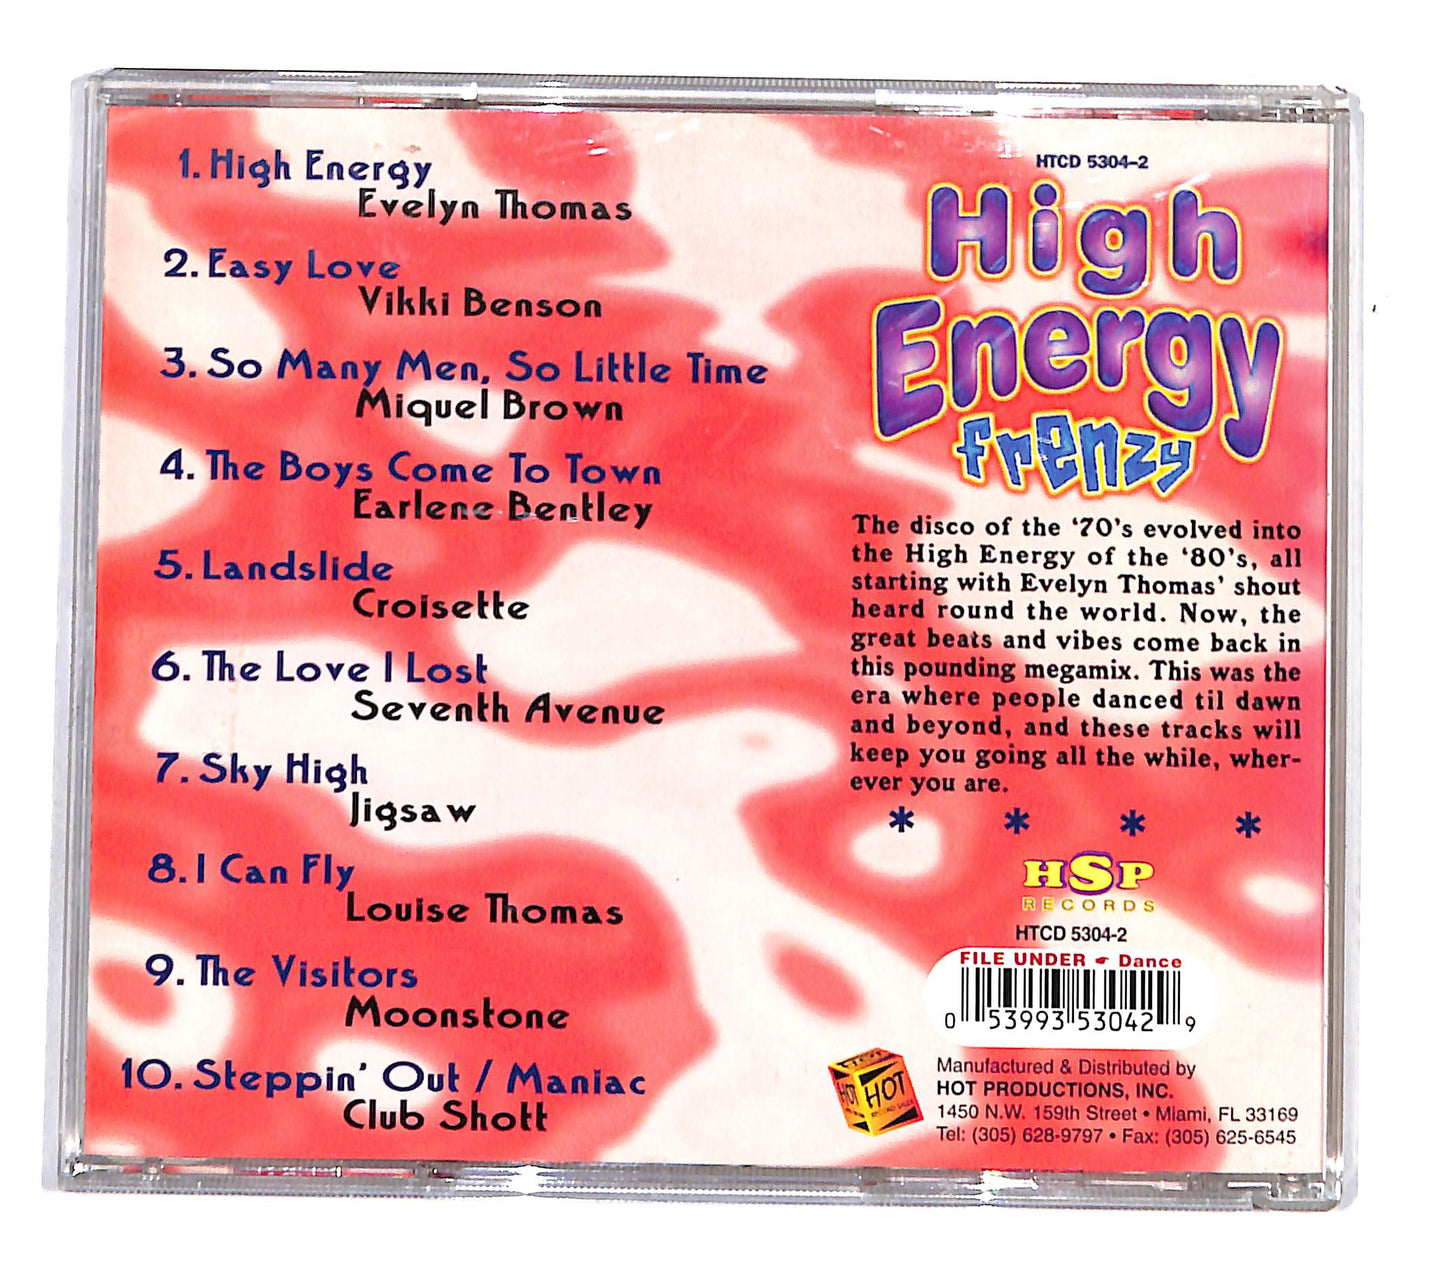 1. High Energy
Evelyn Thomas
2. Easy Love
Vikki Benson
3. So Many Men, So Little Time
Miquel Brown
4. The Boys Come To Town
Earlene Bentley
5. Landslide
Croisette
6. The Love I Lost
Seventh Avenue
7. Sky High
Jigsaw
8. I Can Fly
Louise Thomas
9. The Visitors
Moonstone
10. Steppin' Out / Maniac
Club Shott
HTCD 5304-2
High
Energy
frenzy
The disco of the '70's evolved into
the High Energy of the '80's, all
starting with Evelyn Thomas' shout
heard round the world. Now, the
great beats and vibes come back in
this pounding megamix. This was the
era where people danced til dawn
and beyond, and these tracks will
keep you going all the while, wher-
ever you are.
* * * *
HSP
RECORDS
HTCD 5304-2
FILE UNDER ☛ Dance
0 53993 53042 9
HOT
HOT
Manufactured & Distributed by
HOT PRODUCTIONS, INC.
1450 N.W. 159th Street • Miami, FL 33169
Tel: (305) 628-9797 • Fax: (305) 625-6545